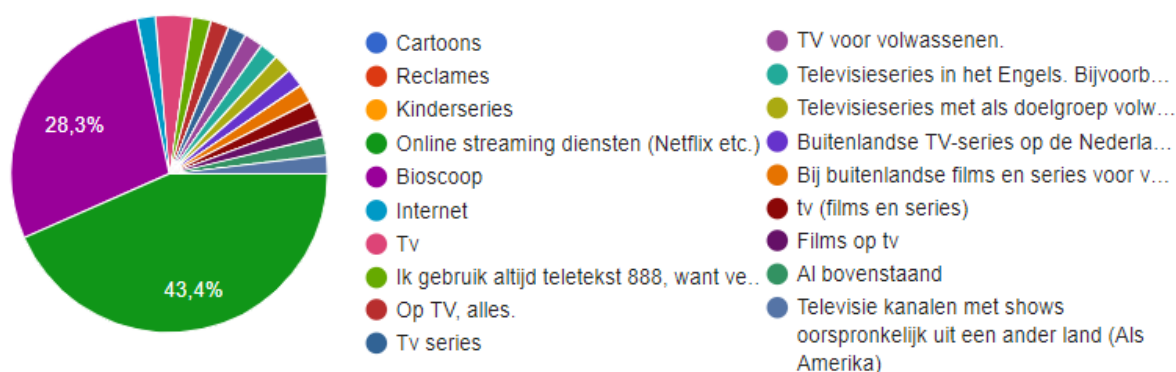 28,3%
43,4%
Cartoons
Reclames
Kinderseries
Online streaming diensten (Netflix etc.)
Bioscoop
Internet
Tv
Ik gebruik altijd teletekst 888, want ve...
Op TV, alles.
Tv series
TV voor volwassenen.
Televisieseries in het Engels. Bijvoorb...
Televisieseries met als doelgroep volw...
Buitenlandse TV-series op de Nederla...
Bij buitenlandse films en series voor v...
tv (films en series)
Films op tv
Al bovenstaand
Televisie kanalen met shows
oorspronkelijk uit een ander land (Als
Amerika)